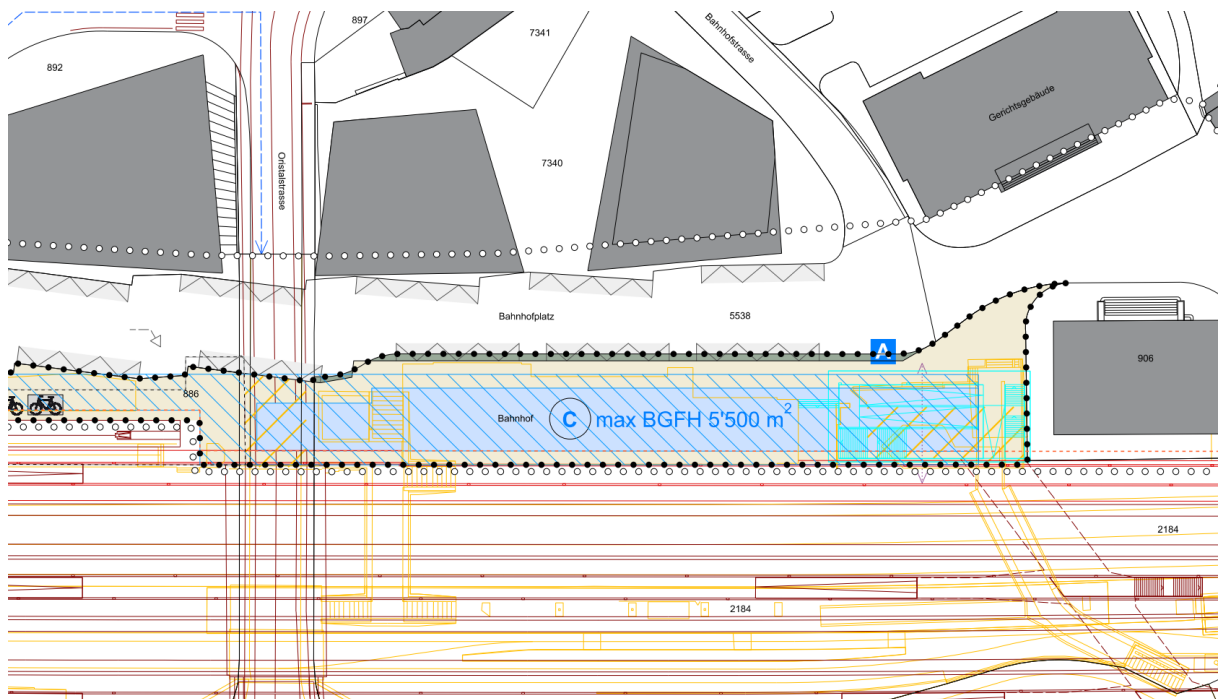 897
7341
Bahnhofstrasse
892
Gerichtsgebäude
7340
Oristalstrasse
Bahnhofplatz
5538
A
906
886
Bahnhof
C
max BGFH 5'500 m²
2184
2184